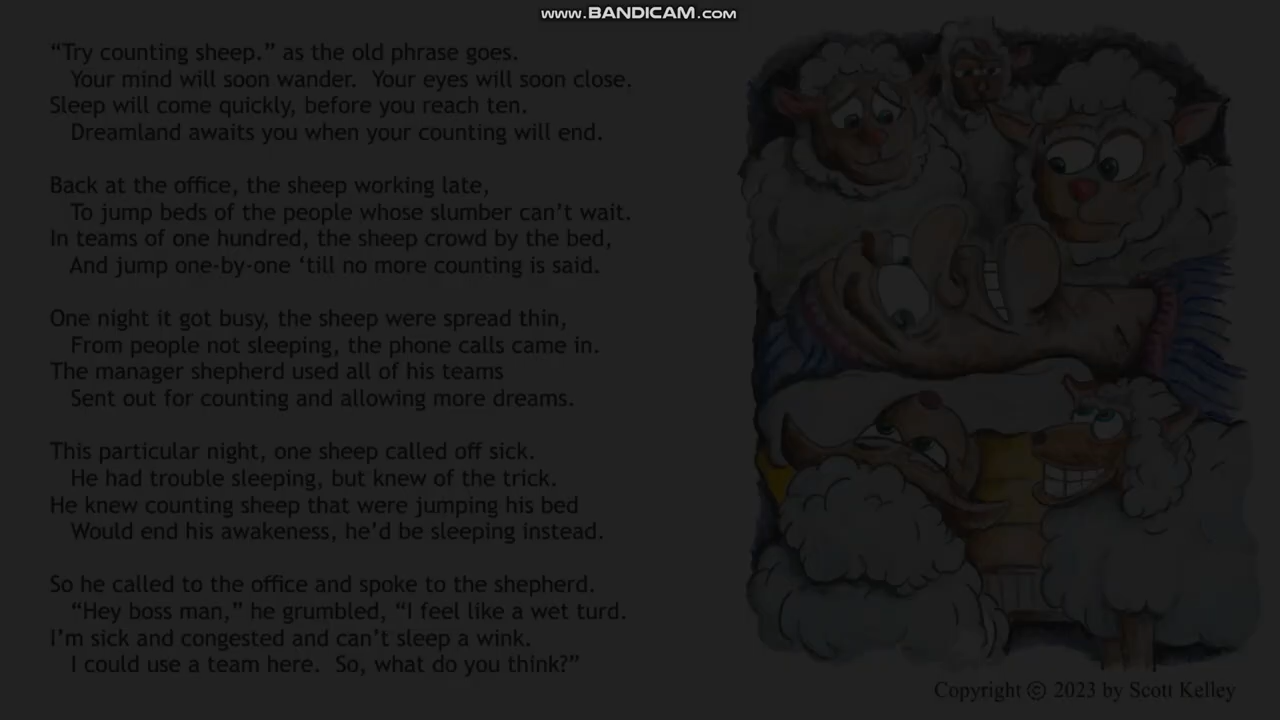 www.BANDICAM.com
“Try counting sheep.” as the old phrase goes.
Your mind will soon wander.  Your eyes will soon close.
Sleep will come quickly, before you reach ten.
Dreamland awaits you when your counting will end.
Back at the office, the sheep working late,
To jump beds of the people whose slumber can’t wait.
In teams of one hundred, the sheep crowd by the bed,
And jump one-by-one ‘till no more counting is said.
One night it got busy, the sheep were spread thin,
From people not sleeping, the phone calls came in.
The manager shepherd used all of his teams
Sent out for counting and allowing more dreams.
This particular night, one sheep called off sick.
He had trouble sleeping, but knew of the trick.
He knew counting sheep that were jumping his bed
Would end his awakeness, he’d be sleeping instead.
So he called to the office and spoke to the shepherd.
“Hey boss man,” he grumbled, “I feel like a wet turd.
I’m sick and congested and can’t sleep a wink.
I could use a team here.  So, what do you think?”
Copyright © 2023 by Scott Kelley